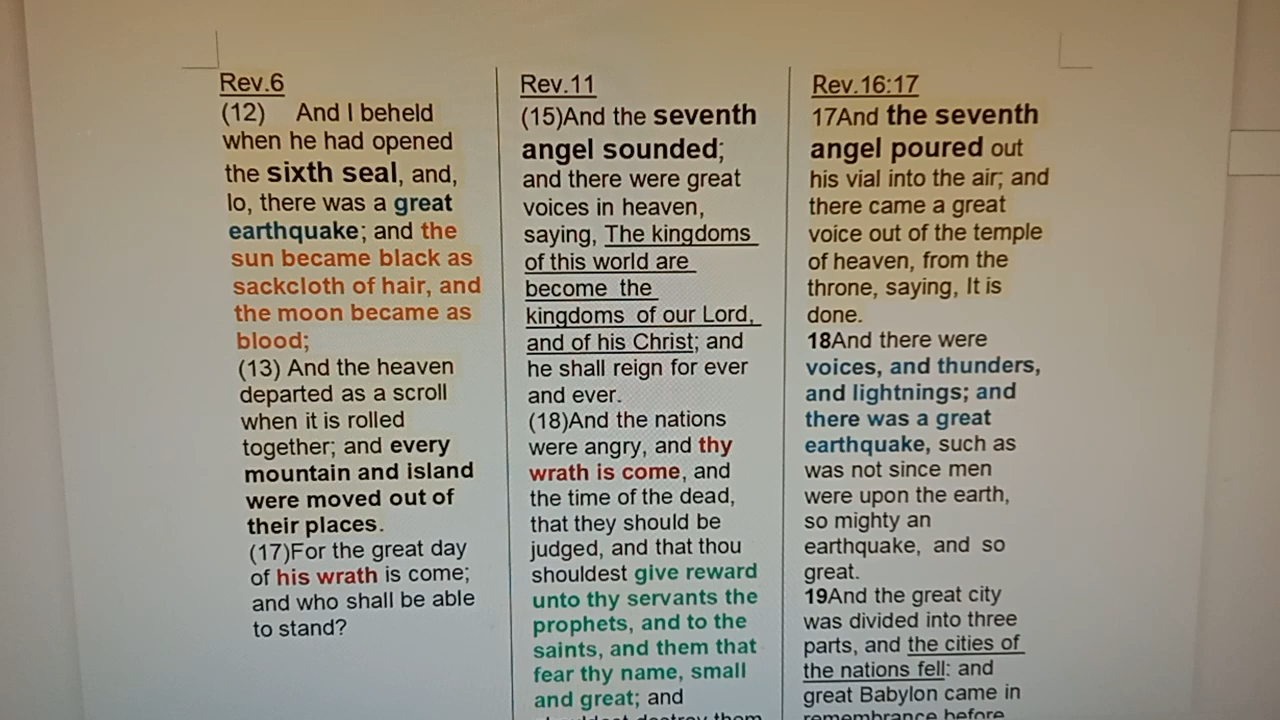 Rev.6
(12) And I beheld
when he had opened
the sixth seal, and,
lo, there was a great
earthquake; and the
sun became black as
sackcloth of hair, and
the moon became as
blood;
(13) And the heaven
departed as a scroll
when it is rolled
together; and every
mountain and island
were moved out of
their places.
(17)For the great day
of his wrath is come;
and who shall be able
to stand?
Rev.11
(15)And the seventh
angel sounded;
and there were great
voices in heaven,
saying, The kingdoms
of this world are
become the
kingdoms of our Lord,
and of his Christ; and
he shall reign for ever
and ever.
(18)And the nations
were angry, and thy
wrath is come, and
the time of the dead,
that they should be
judged, and that thou
shouldest give reward
unto thy servants the
prophets, and to the
saints, and them that
fear thy name, small
and great; and
shouldest destroy them
Rev.16:17
17And the seventh
angel poured out
his vial into the air; and
there came a great
voice out of the temple
of heaven, from the
throne, saying, It is
done.
18And there were
voices, and thunders,
and lightnings; and
there was a great
earthquake, such as
was not since men
were upon the earth,
so mighty an
earthquake, and so
great.
19And the great city
was divided into three
parts, and the cities of
the nations fell: and
great Babylon came in
remembrance before